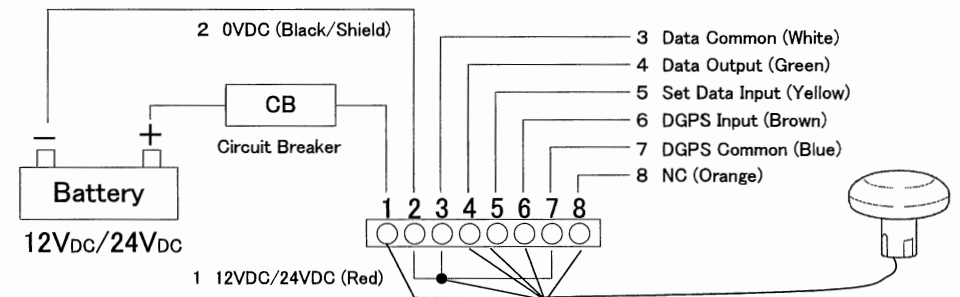 2 0VDC (Black/Shield)
3 Data Common (White)
4 Data Output (Green)
5 Set Data Input (Yellow)
6 DGPS Input (Brown)
7 DGPS Common (Blue)
8 NC (Orange)
CB
Circuit Breaker
− +
Battery
12VDC/24VDC
1 2 3 4 5 6 7 8
1 12VDC/24VDC (Red)